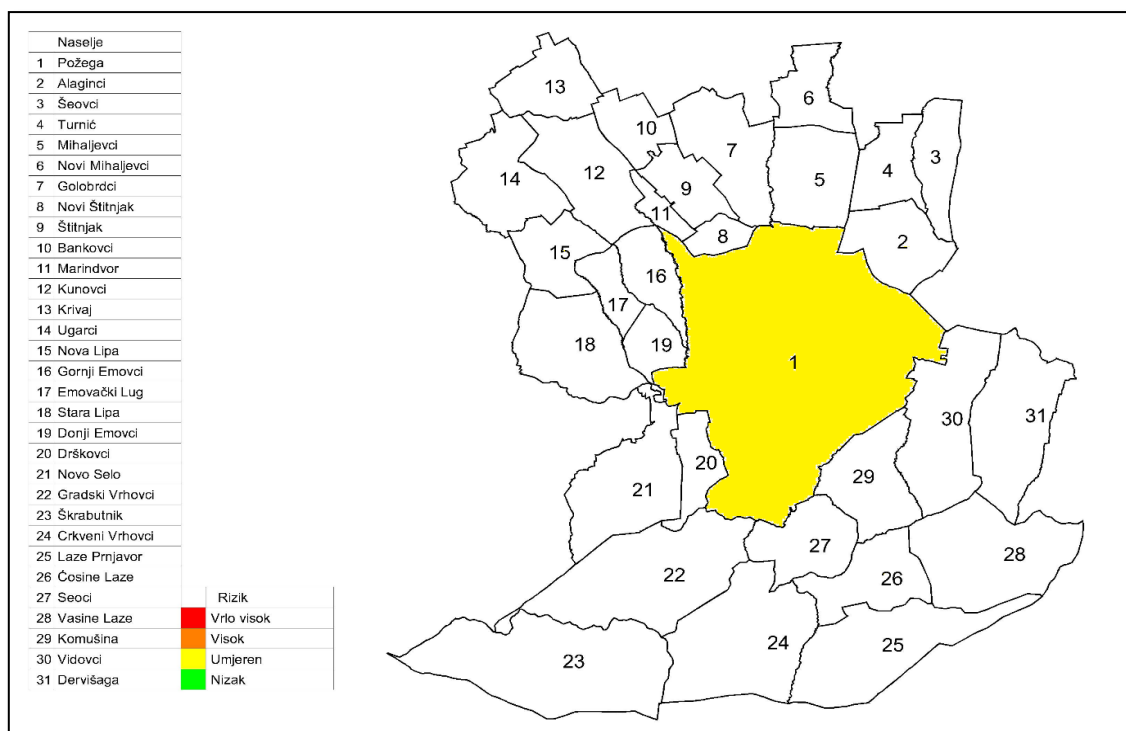 Naselje
1 Požega
2 Alaginci
3 Šeovci
4 Turnić
5 Mihaljevci
6 Novi Mihaljevci
7 Golobrdci
8 Novi Štitnjak
9 Štitnjak
10 Bankovci
11 Marindvor
12 Kunovci
13 Krivaj
14 Ugarci
15 Nova Lipa
16 Gornji Emovci
17 Emovački Lug
18 Stara Lipa
19 Donji Emovci
20 Drškovci
21 Novo Selo
22 Gradski Vrhovci
23 Škrabutnik
24 Crkveni Vrhovci
25 Laze Prnjavor
26 Ćosine Laze
27 Seoci
28 Vasine Laze
29 Komušina
30 Vidovci
31 Dervišaga
Rizik
Vrlo visok
Visok
Umjeren
Nizak
13
6
10
7
3
12
4
14
5
9
11
8
2
15
16
17
18
19
1
30
31
20
29
21
27
28
22
26
24
25
23